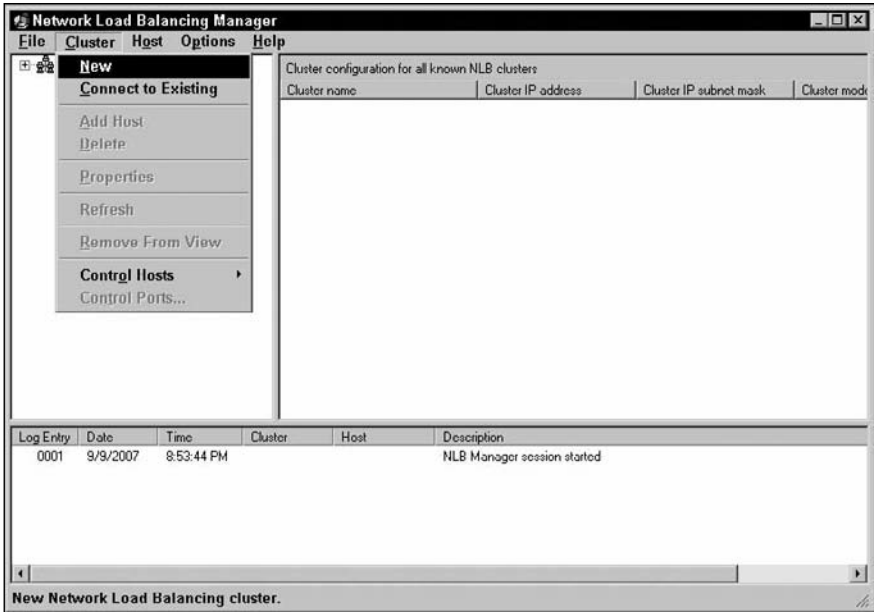 Network Load Balancing Manager
File Cluster Host Options Help
New
Connect to Existing
Add Host
Delete
Properties
Refresh
Remove From View
Control Hosts
Control Ports...
Cluster configuration for all known NLB clusters
Cluster name Cluster IP address Cluster IP subnet mask Cluster mode
Log Entry Date Time Cluster Host Description
0001 9/9/2007 8:53:44 PM NLB Manager session started
New Network Load Balancing cluster.